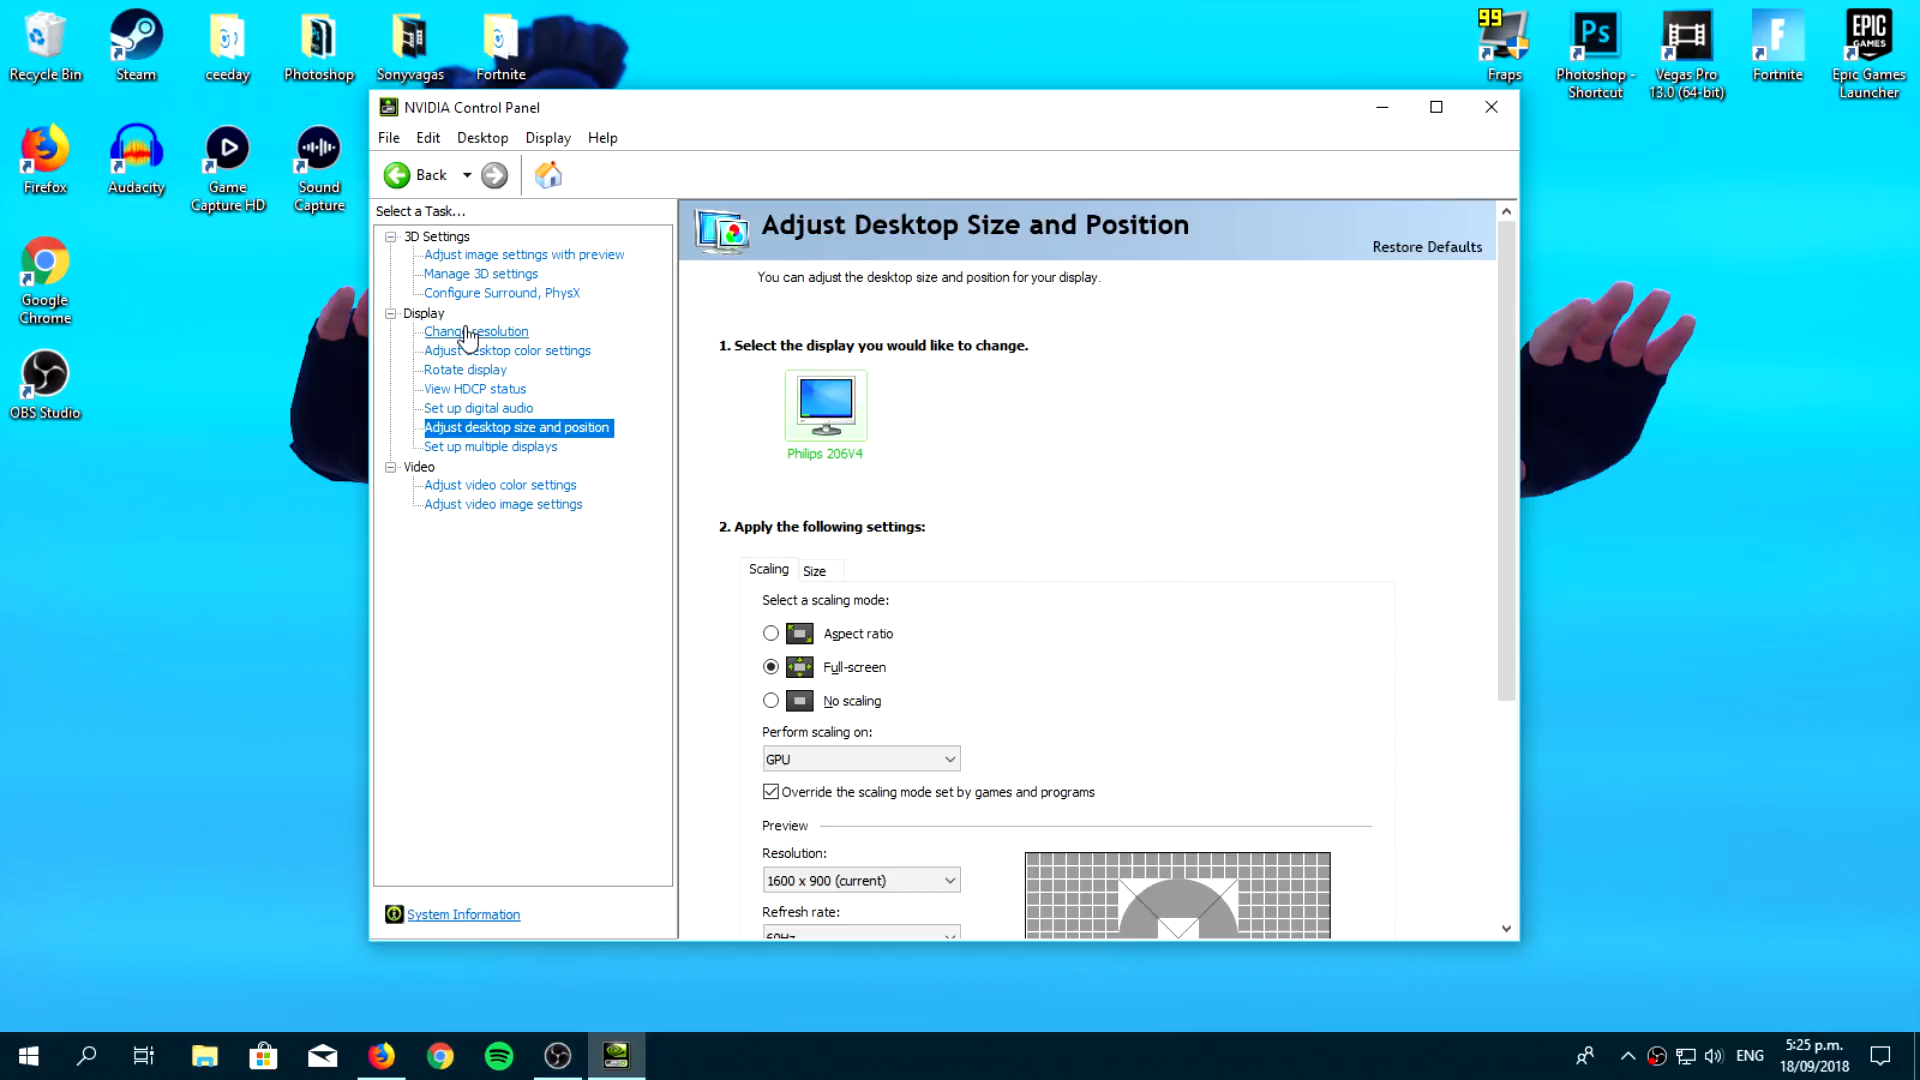 Recycle Bin
Steam
ceeday
Photoshop
Sonyvagas
Fortnite
99
Fraps
Ps
Photoshop -
Shortcut
Vegas Pro
13.0 (64-bit)
F
Fortnite
EPIC
GAMES
Epic Games
Launcher
Firefox
Audacity
Game
Capture HD
Sound
Capture
Google
Chrome
OBS Studio
NVIDIA Control Panel
File Edit Desktop Display Help
Back
Select a Task...
3D Settings
Adjust image settings with preview
Manage 3D settings
Configure Surround, PhysX
Display
Change resolution
Adjust desktop color settings
Rotate display
View HDCP status
Set up digital audio
Adjust desktop size and position
Set up multiple displays
Video
Adjust video color settings
Adjust video image settings
System Information
Adjust Desktop Size and Position
Restore Defaults
You can adjust the desktop size and position for your display.
1. Select the display you would like to change.
Philips 206V4
2. Apply the following settings:
Scaling Size
Select a scaling mode:
Aspect ratio
Full-screen
No scaling
Perform scaling on:
GPU
Override the scaling mode set by games and programs
Preview
Resolution:
1600 x 900 (current)
Refresh rate:
60Hz
ENG
5:25 p.m.
18/09/2018